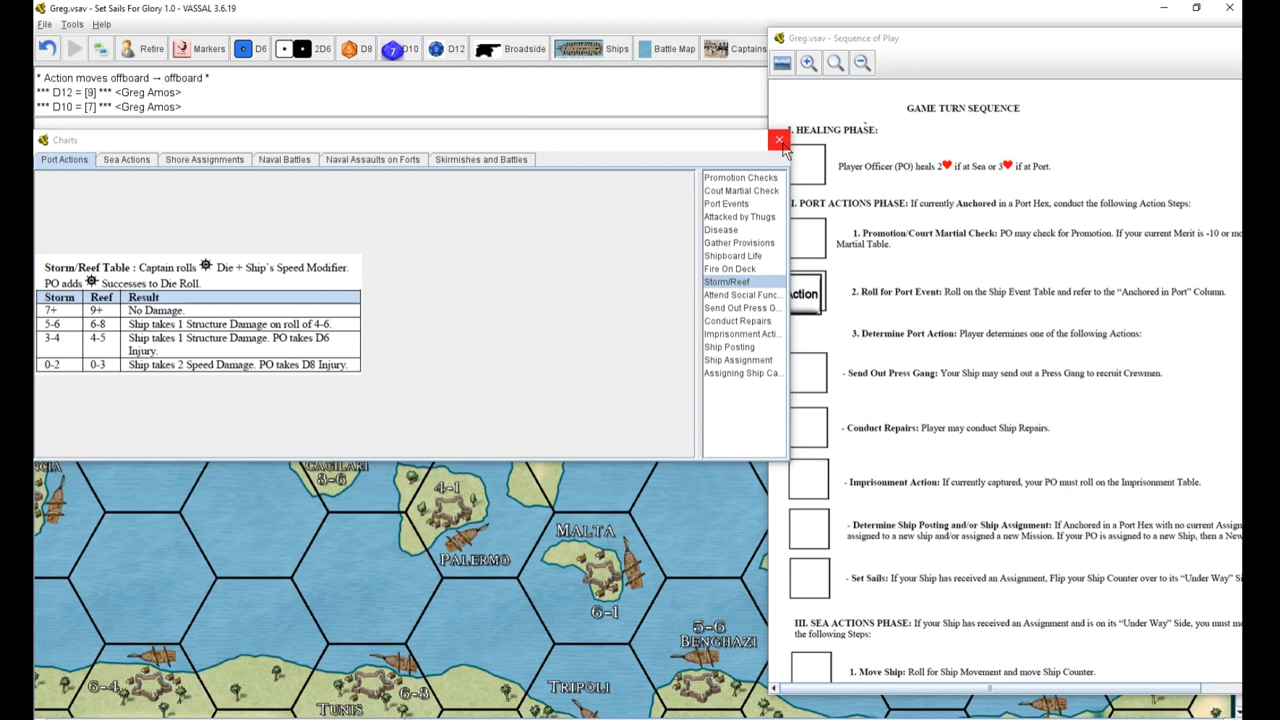 Greg.vsav - Set Sails For Glory 1.0 - VASSAL 3.6.19
File Tools Help
Retire Markers D6 2D6 D8 D10 D12 Broadside Ships Battle Map Captains
* Action moves offboard → offboard *
*** D12 = [9] *** <Greg Amos>
*** D10 = [7] *** <Greg Amos>
Charts
Port Actions Sea Actions Shore Assignments Naval Battles Naval Assaults on Forts Skirmishes and Battles
Storm/Reef Table : Captain rolls Die + Ship's Speed Modifier.
PO adds Successes to Die Roll.
Storm Reef Result
7+ 9+ No Damage.
5-6 6-8 Ship takes 1 Structure Damage on roll of 4-6.
3-4 4-5 Ship takes 1 Structure Damage. PO takes D6
Injury.
0-2 0-3 Ship takes 2 Speed Damage. PO takes D8 Injury.
Promotion Checks
Cout Martial Check
Port Events
Attacked by Thugs
Disease
Gather Provisions
Shipboard Life
Fire On Deck
Storm/Reef
Attend Social Func...
Send Out Press G...
Conduct Repairs
Imprisonment Acti...
Ship Posting
Ship Assignment
Assigning Ship Ca...
Greg.vsav - Sequence of Play
GAME TURN SEQUENCE
I. HEALING PHASE:
Player Officer (PO) heals 2♥ if at Sea or 3♥ if at Port.
I. PORT ACTIONS PHASE: If currently Anchored in a Port Hex, conduct the following Action Steps:
1. Promotion/Court Martial Check: PO may check for Promotion. If your current Merit is -10 or mo
Martial Table.
Action
2. Roll for Port Event: Roll on the Ship Event Table and refer to the “Anchored in Port” Column.
3. Determine Port Action: Player determines one of the following Actions:
- Send Out Press Gang: Your Ship may send out a Press Gang to recruit Crewmen.
- Conduct Repairs: Player may conduct Ship Repairs.
- Imprisonment Action: If currently captured, your PO must roll on the Imprisonment Table.
- Determine Ship Posting and/or Ship Assignment: If Anchored in a Port Hex with no current Assign
assigned to a new ship and/or assigned a new Mission. If your PO is assigned to a new Ship, then a New
- Set Sails: If your Ship has received an Assignment, Flip your Ship Counter over to its “Under Way” Si
III. SEA ACTIONS PHASE: If your Ship has received an Assignment and is on its “Under Way” Side, you must mo
the following Steps:
1. Move Ship: Roll for Ship Movement and move Ship Counter.
NCIA
CAGILARI
3-6
4-1
PALERMO
MALTA
6-1
5-6
BENGHAZI
6-4
6-3
TUNIS
TRIPOLI